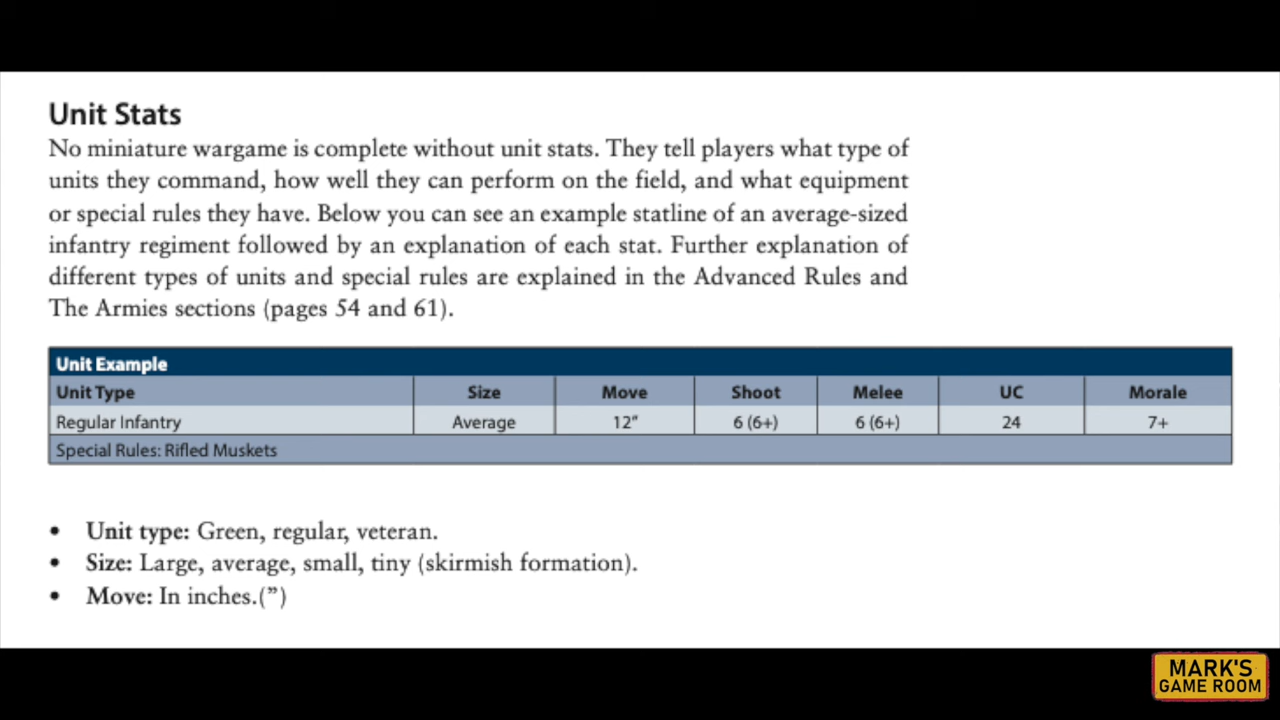 Unit Stats
No miniature wargame is complete without unit stats. They tell players what type of
units they command, how well they can perform on the field, and what equipment
or special rules they have. Below you can see an example statline of an average-sized
infantry regiment followed by an explanation of each stat. Further explanation of
different types of units and special rules are explained in the Advanced Rules and
The Armies sections (pages 54 and 61).
Unit Example
Unit Type Size Move Shoot Melee UC Morale
Regular Infantry Average 12" 6 (6+) 6 (6+) 24 7+
Special Rules: Rifled Muskets
• Unit type: Green, regular, veteran.
• Size: Large, average, small, tiny (skirmish formation).
• Move: In inches.(”)
MARK'S
GAME ROOM